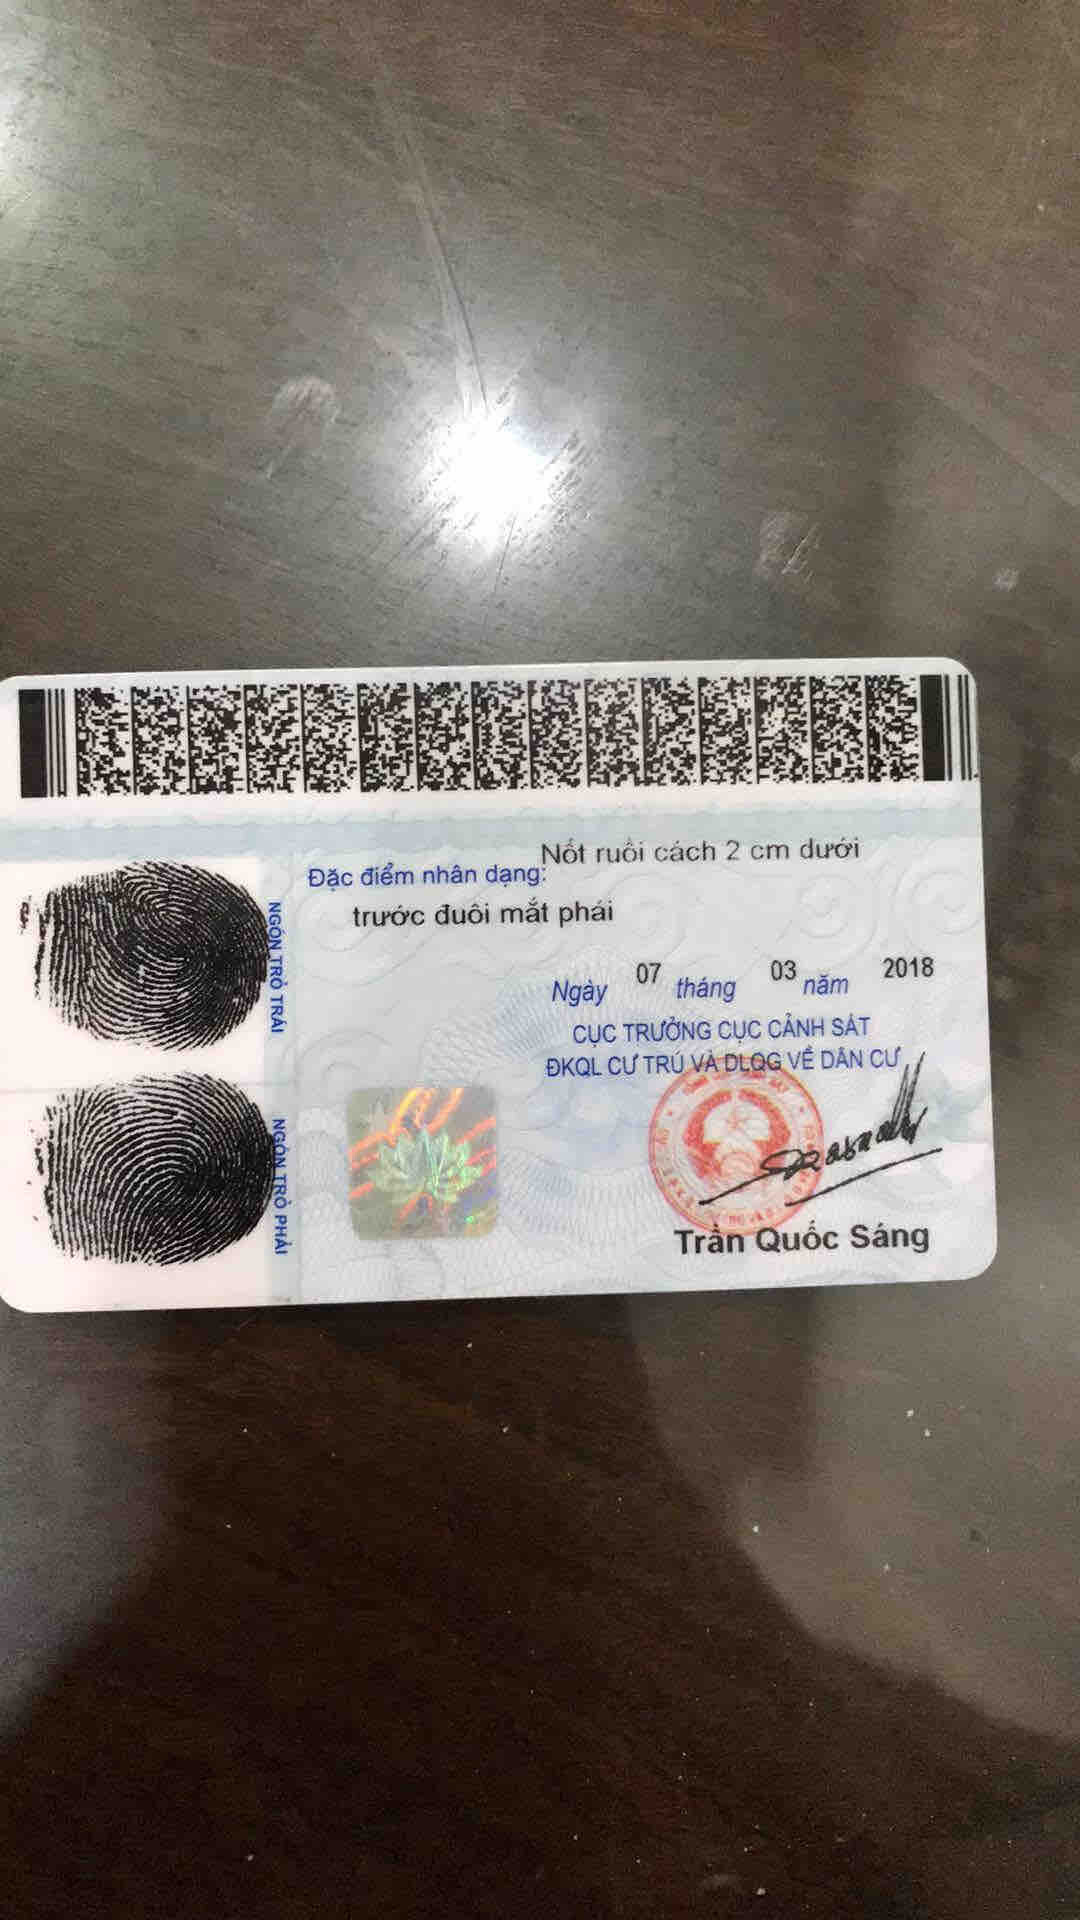 Nốt ruồi cách 2 cm dưới
Đặc điểm nhân dạng:
trước đuôi mắt phải
Ngày 07 tháng 03 năm 2018
CỤC TRƯỞNG CỤC CẢNH SÁT
ĐKQL CƯ TRÚ VÀ DLQG VỀ DÂN CƯ
Trần Quốc Sáng
NGÓN TRỎ TRÁI
NGÓN TRỎ PHẢI